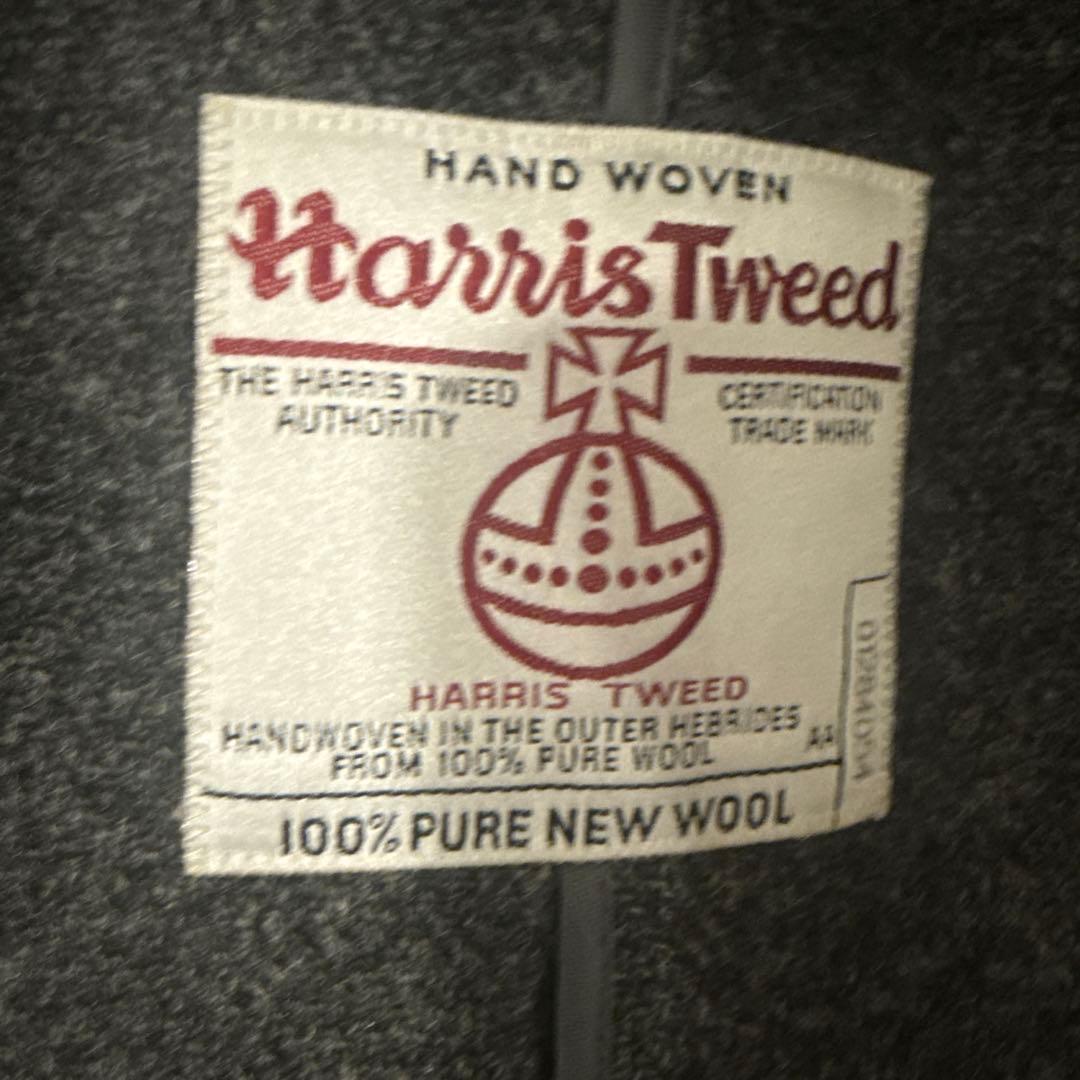 HAND WOVEN
Harris Tweed
THE HARRIS TWEED
AUTHORITY
CERTIFICATION
TRADE MARK
HARRIS TWEED
HANDWOVEN IN THE OUTER HEBRIDES
FROM 100% PURE WOOL
AA
100% PURE NEW WOOL